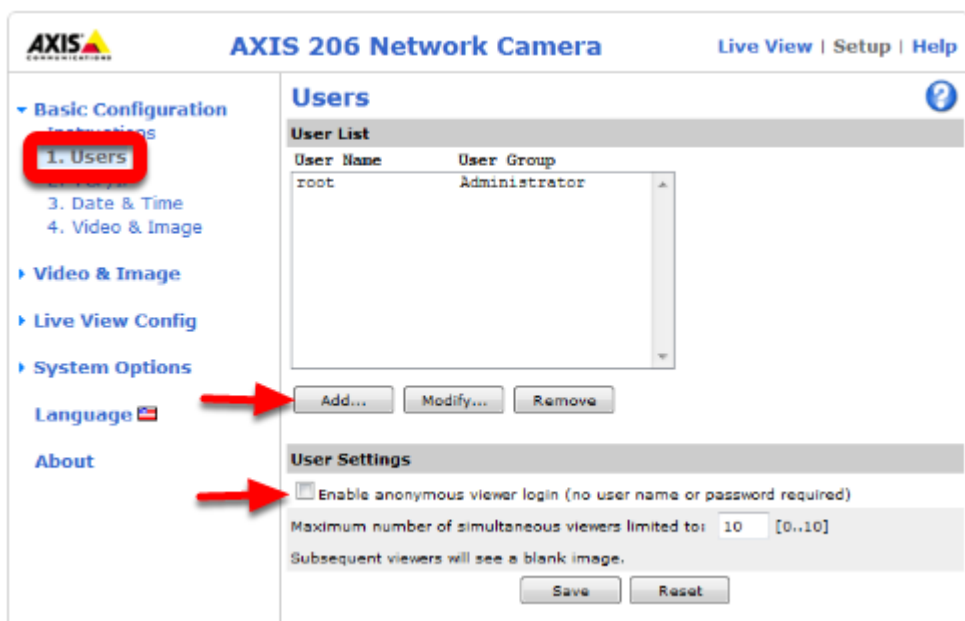 AXIS
COMMUNICATIONS
AXIS 206 Network Camera
Live View | Setup | Help
Basic Configuration
Instructions
1. Users
3. Date & Time
4. Video & Image
Video & Image
Live View Config
System Options
Language
About
Users
User List
User Name User Group
root Administrator
Add... Modify... Remove
User Settings
Enable anonymous viewer login (no user name or password required)
Maximum number of simultaneous viewers limited to: 10 [0..10]
Subsequent viewers will see a blank image.
Save Reset